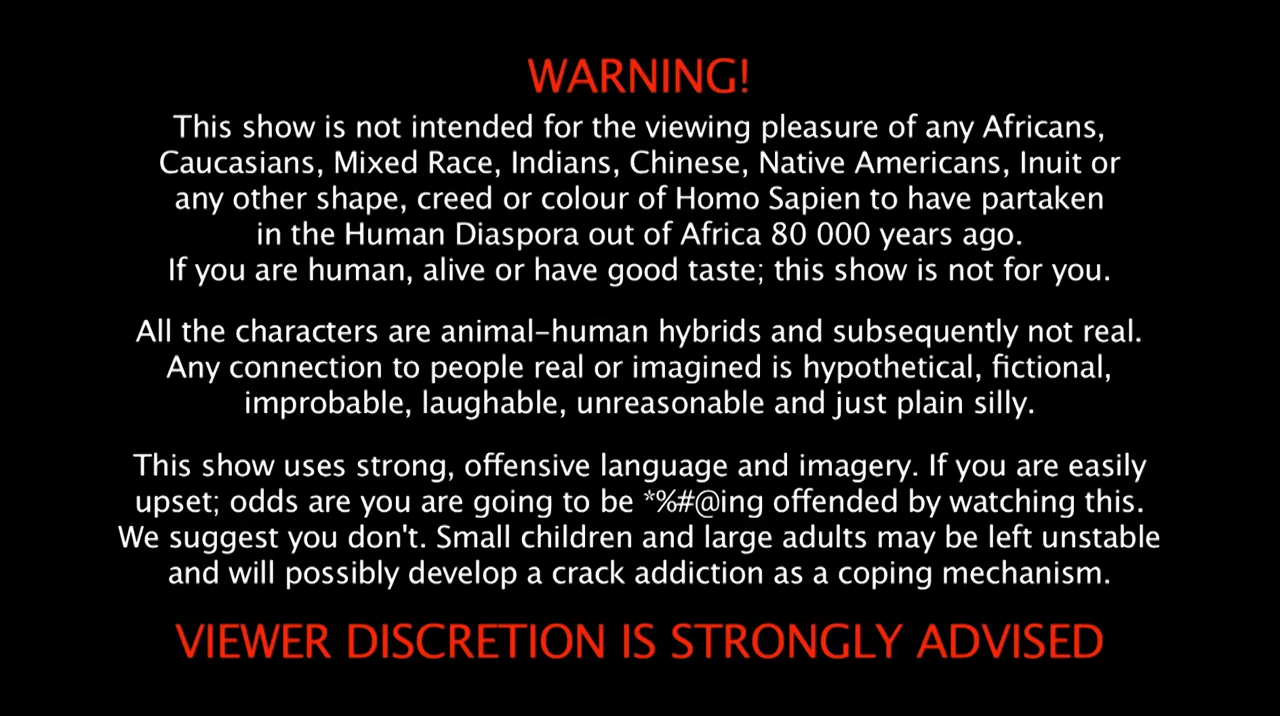 WARNING!
This show is not intended for the viewing pleasure of any Africans,
Caucasians, Mixed Race, Indians, Chinese, Native Americans, Inuit or
any other shape, creed or colour of Homo Sapien to have partaken
in the Human Diaspora out of Africa 80 000 years ago.
If you are human, alive or have good taste; this show is not for you.
All the characters are animal-human hybrids and subsequently not real.
Any connection to people real or imagined is hypothetical, fictional,
improbable, laughable, unreasonable and just plain silly.
This show uses strong, offensive language and imagery. If you are easily
upset; odds are you are going to be *%#@ing offended by watching this.
We suggest you don't. Small children and large adults may be left unstable
and will possibly develop a crack addiction as a coping mechanism.
VIEWER DISCRETION IS STRONGLY ADVISED